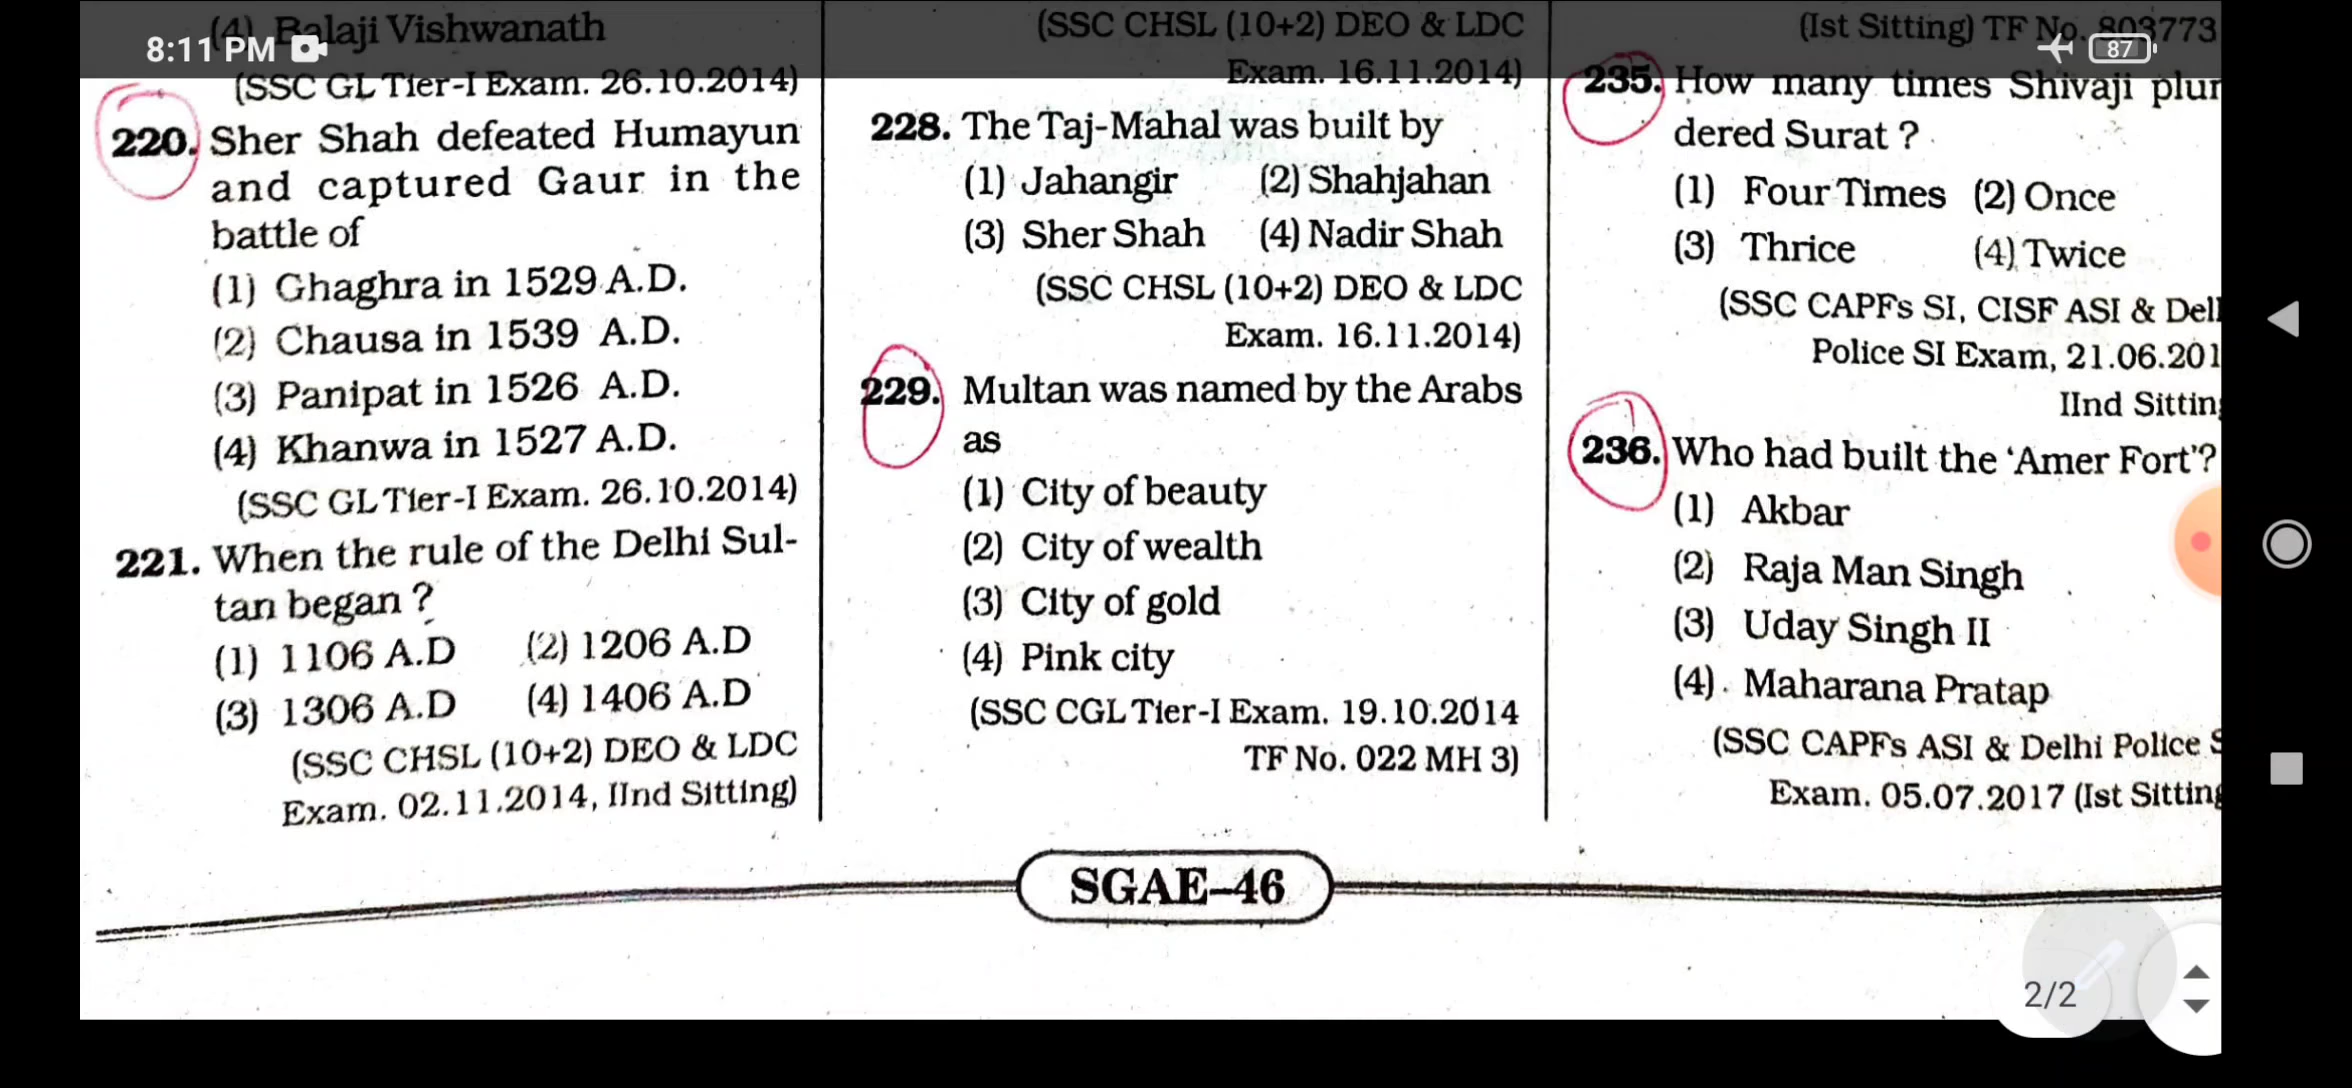 (4) Balaji Vishwanath
8:11 PM
(SSC GL Tier-I Exam. 26.10.2014)
220. Sher Shah defeated Humayun
and captured Gaur in the
battle of
(1) Ghaghra in 1529 A.D.
(2) Chausa in 1539 A.D.
(3) Panipat in 1526 A.D.
(4) Khanwa in 1527 A.D.
(SSC GL Tier-I Exam. 26.10.2014)
221. When the rule of the Delhi Sul-
tan began ?
(1) 1106 A.D (2) 1206 A.D
(3) 1306 A.D (4) 1406 A.D
(SSC CHSL (10+2) DEO & LDC
Exam. 02.11.2014, IInd Sitting)
(SSC CHSL (10+2) DEO & LDC
Exam. 16.11.2014)
228. The Taj-Mahal was built by
(1) Jahangir (2) Shahjahan
(3) Sher Shah (4) Nadir Shah
(SSC CHSL (10+2) DEO & LDC
Exam. 16.11.2014)
229. Multan was named by the Arabs
as
(1) City of beauty
(2) City of wealth
(3) City of gold
(4) Pink city
(SSC CGL Tier-I Exam. 19.10.2014
TF No. 022 MH 3)
(Ist Sitting) TF No. 803773
87
235. How many times Shivaji plun
dered Surat ?
(1) Four Times (2) Once
(3) Thrice (4) Twice
(SSC CAPFs SI, CISF ASI & Del
Police SI Exam, 21.06.201
IInd Sittin
236. Who had built the ‘Amer Fort’?
(1) Akbar
(2) Raja Man Singh
(3) Uday Singh II
(4) Maharana Pratap
(SSC CAPFs ASI & Delhi Police S
Exam. 05.07.2017 (Ist Sitting
SGAE–46
2/2